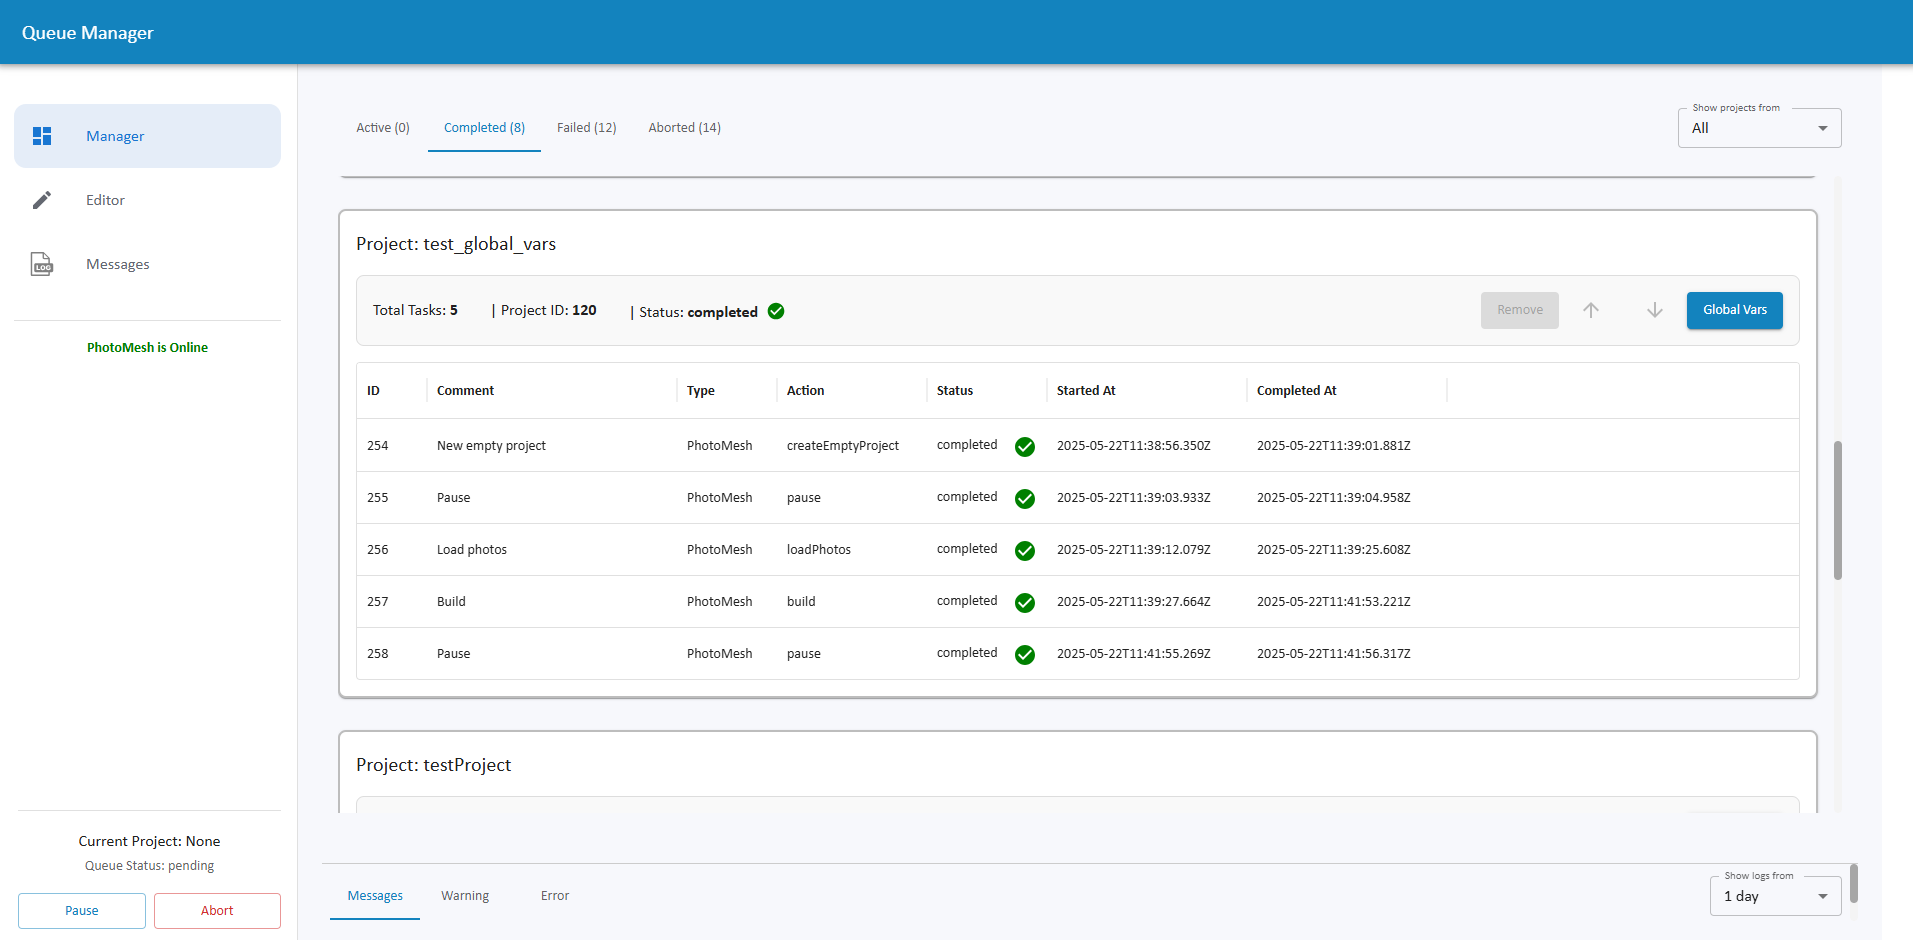 Queue Manager
Manager
Editor
LOG
Messages
PhotoMesh is Online
Current Project: None
Queue Status: pending
Pause
Abort
Active (0)
Completed (8)
Failed (12)
Aborted (14)
Show projects from
All
Project: test_global_vars
Total Tasks: 5 | Project ID: 120 | Status: completed
Remove
Global Vars
ID Comment Type Action Status Started At Completed At
254 New empty project PhotoMesh createEmptyProject completed 2025-05-22T11:38:56.350Z 2025-05-22T11:39:01.881Z
255 Pause PhotoMesh pause completed 2025-05-22T11:39:03.933Z 2025-05-22T11:39:04.958Z
256 Load photos PhotoMesh loadPhotos completed 2025-05-22T11:39:12.079Z 2025-05-22T11:39:25.608Z
257 Build PhotoMesh build completed 2025-05-22T11:39:27.664Z 2025-05-22T11:41:53.221Z
258 Pause PhotoMesh pause completed 2025-05-22T11:41:55.269Z 2025-05-22T11:41:56.317Z
Project: testProject
Messages
Warning
Error
Show logs from
1 day